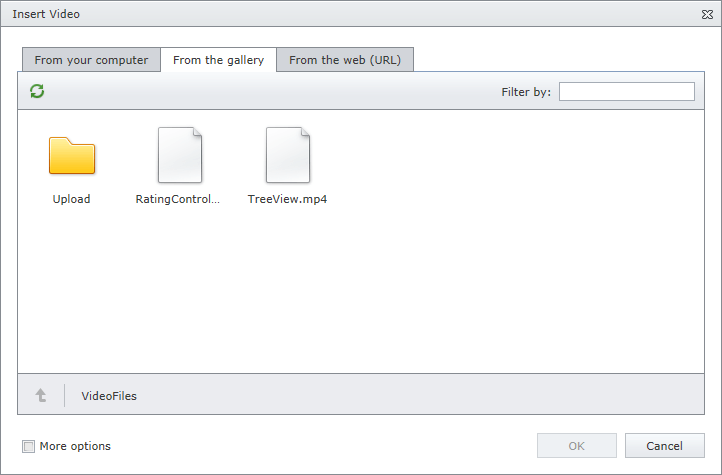 Insert Video
From your computer From the gallery From the web (URL)
Filter by:
Upload RatingControl... TreeView.mp4
VideoFiles
More options OK Cancel